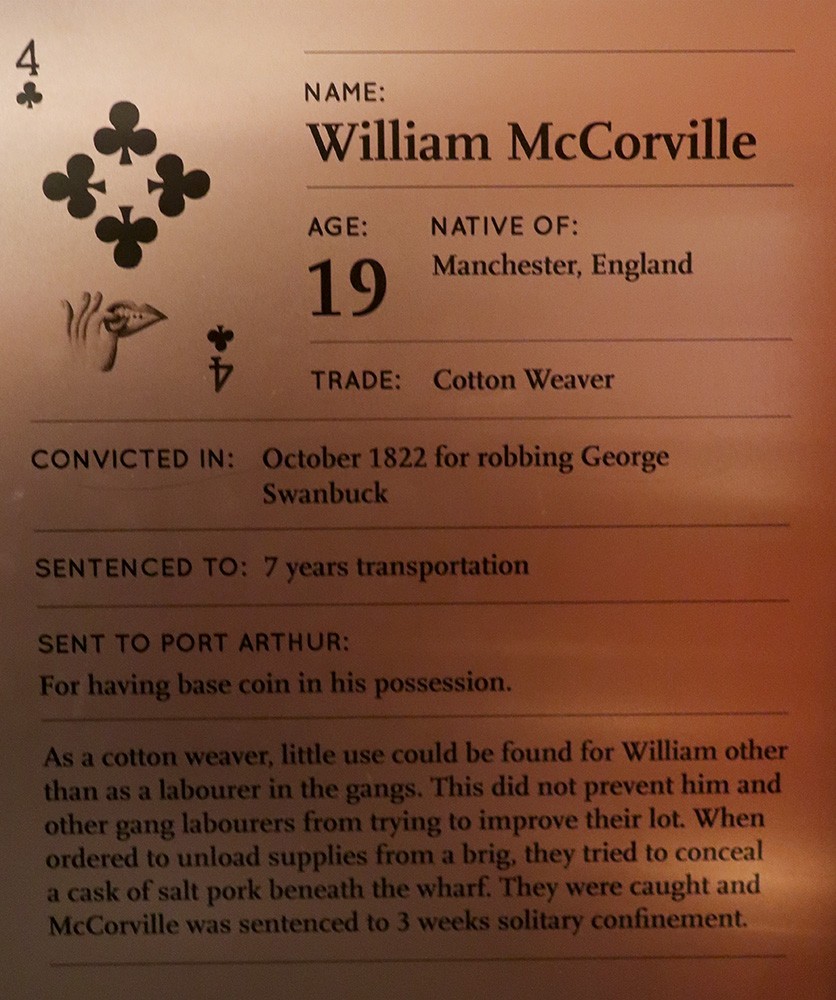 4
NAME:
William McCorville
AGE: NATIVE OF:
19 Manchester, England
TRADE: Cotton Weaver
4
CONVICTED IN: October 1822 for robbing George
Swanbuck
SENTENCED TO: 7 years transportation
SENT TO PORT ARTHUR:
For having base coin in his possession.
As a cotton weaver, little use could be found for William other
than as a labourer in the gangs. This did not prevent him and
other gang labourers from trying to improve their lot. When
ordered to unload supplies from a brig, they tried to conceal
a cask of salt pork beneath the wharf. They were caught and
McCorville was sentenced to 3 weeks solitary confinement.